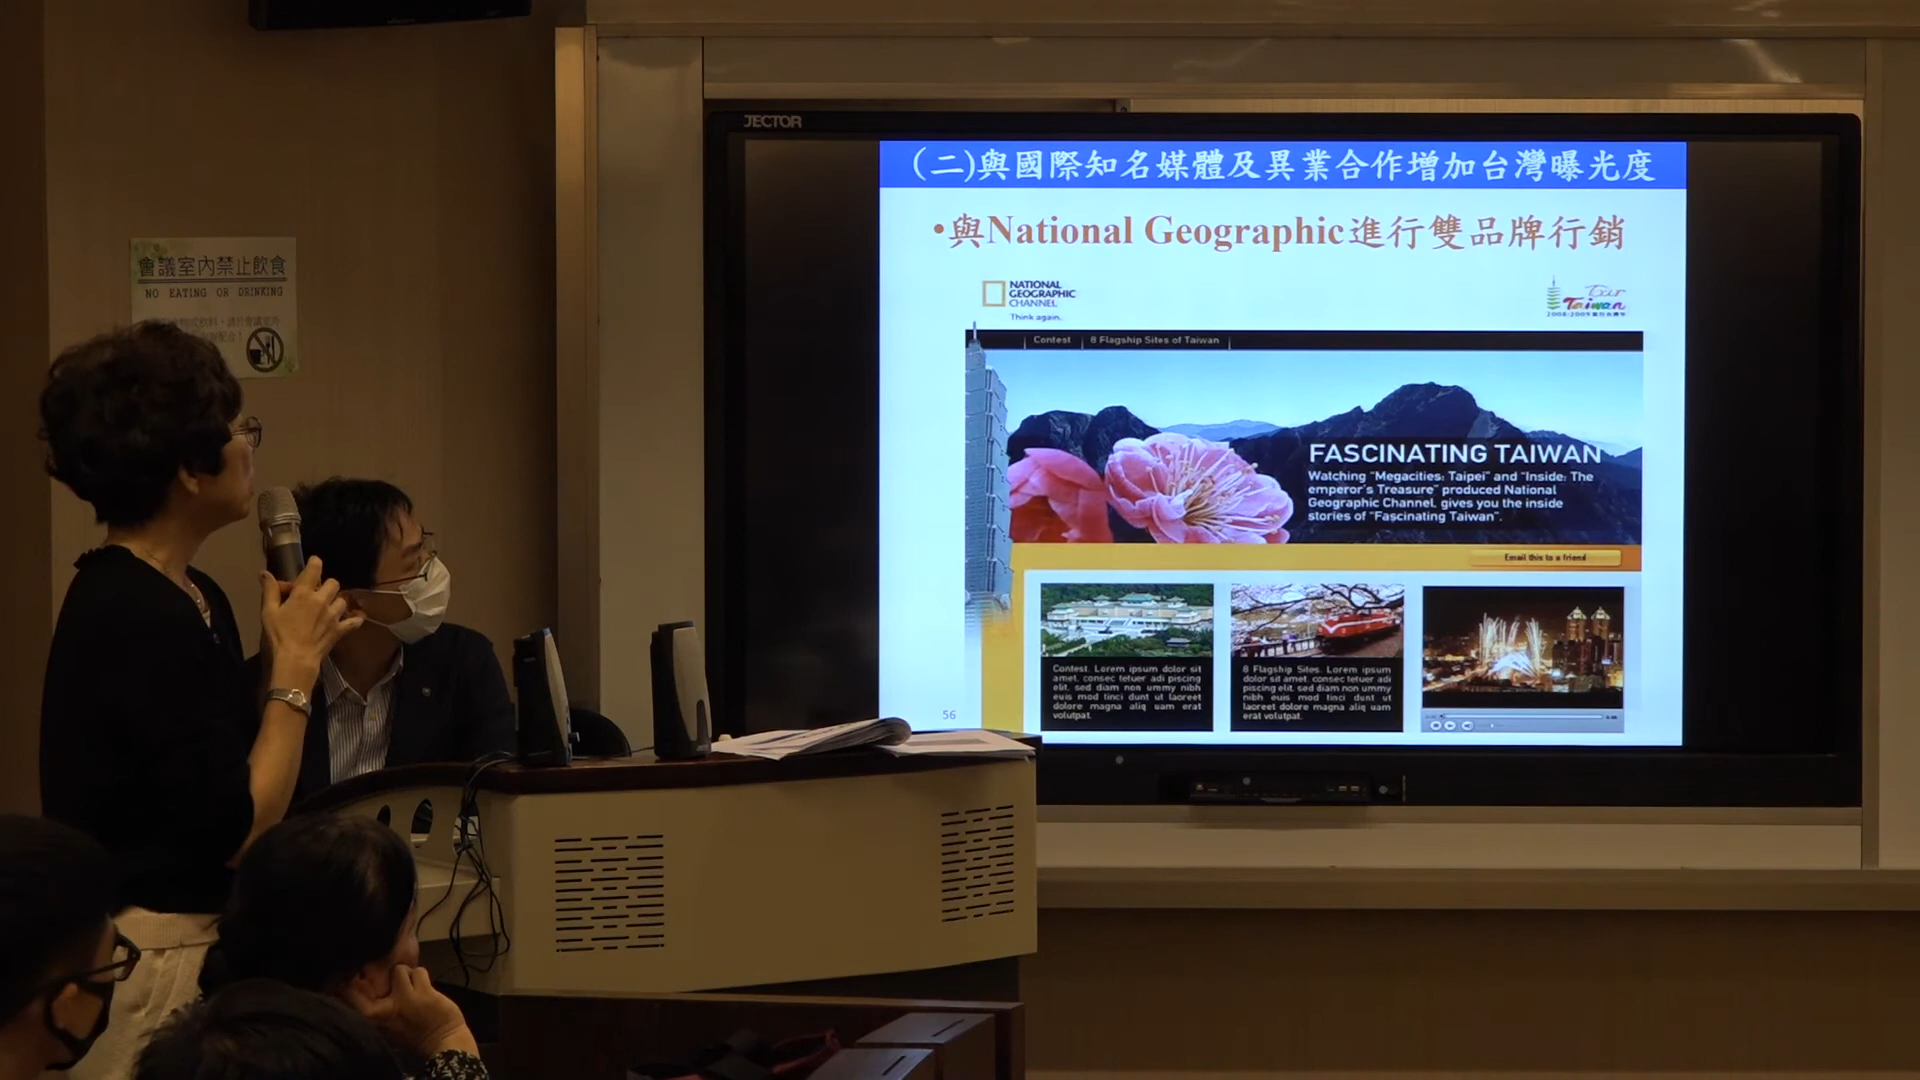 JECTOR
(二)與國際知名媒體及異業合作增加台灣曝光度
•與National Geographic進行雙品牌行銷
NATIONAL
GEOGRAPHIC
CHANNEL
Think again.
Tour
Taiwan
Contest
8 Flagship Sites of Taiwan
FASCINATING TAIWAN
Watching "Megacities: Taipei" and "Inside: The
emperor's Treasure" produced National
Geographic Channel, gives you the inside
stories of "Fascinating Taiwan".
Email this to a friend
Contest. Lorem ipsum dolor sit
amet, consec tetuer adi piscing
elit, sed diam non ummy nibh
euis mod tinci dunt ut laoreet
dolore magna aliq uam erat
volutpat.
8 Flagship Sites. Lorem ipsum
dolor sit amet, consec tetuer adi
piscing elit, sed diam non ummy
nibh euis mod tinci dunt ut
laoreet dolore magna aliq uam
erat volutpat.
56
會議室內禁止飲食
NO EATING OR DRINKING